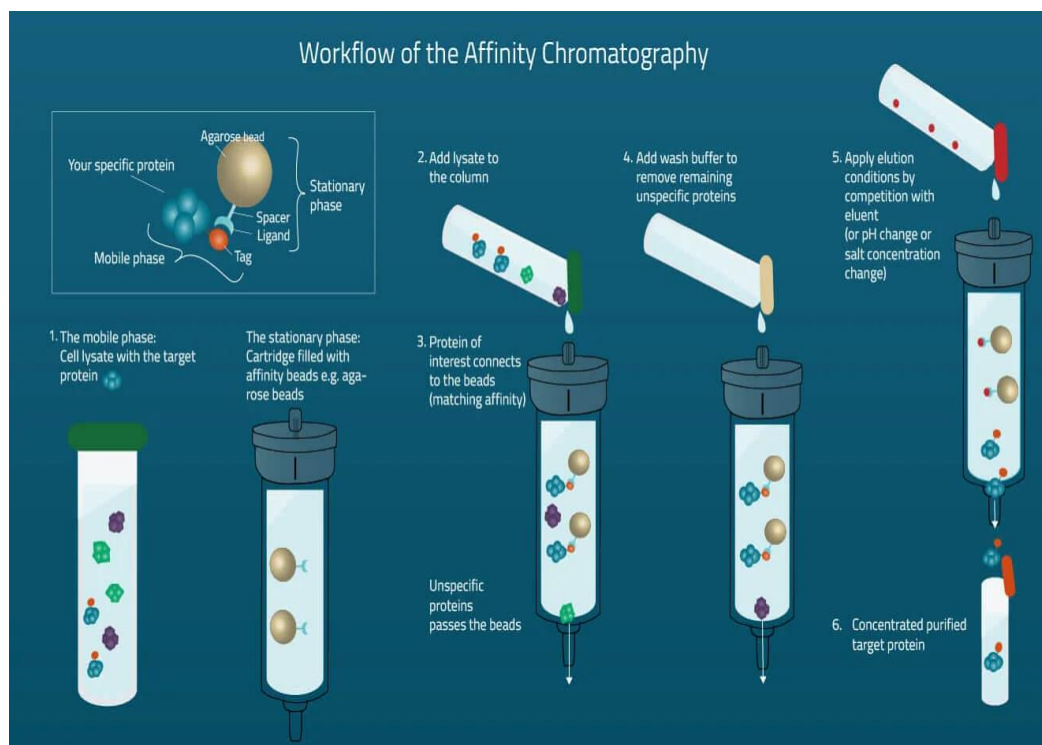 Workflow of the Affinity Chromatography
Agarose bead
Your specific protein
Stationary
phase
Spacer
Ligand
Tag
Mobile phase
1. The mobile phase:
Cell lysate with the target
protein
The stationary phase:
Cartridge filled with
affinity beads e.g. aga-
rose beads
2. Add lysate to
the column
3. Protein of
interest connects
to the beads
(matching affinity)
Unspecific
proteins
passes the beads
4. Add wash buffer to
remove remaining
unspecific proteins
5. Apply elution
conditions by
competition with
eluent
(or pH change or
salt concentration
change)
6. Concentrated purified
target protein